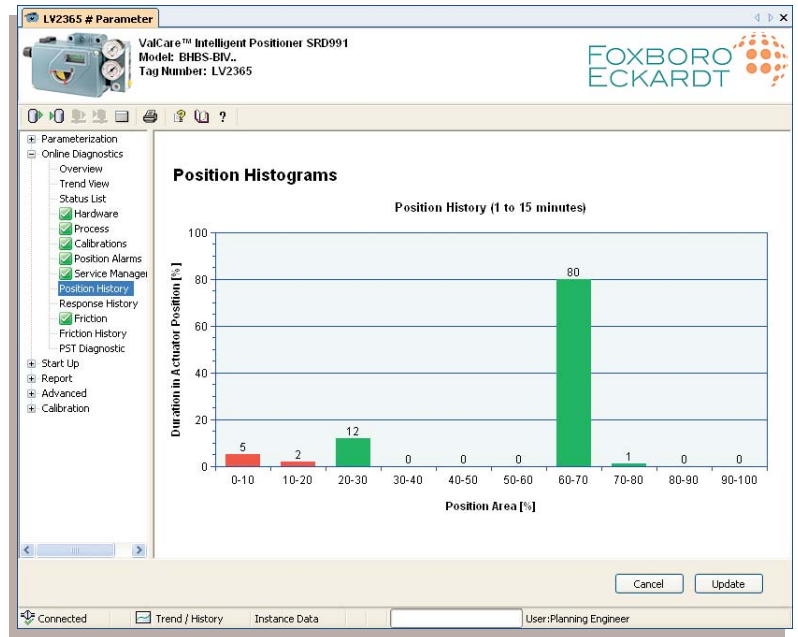 LV2365 # Parameter
ValCare™ Intelligent Positioner SRD991
Model: BHBS-BIV..
Tag Number: LV2365
FOXBORO
ECKARDT
Parameterization
Online Diagnostics
Overview
Trend View
Status List
Hardware
Process
Calibrations
Position Alarms
Service Manager
Position History
Response History
Friction
Friction History
PST Diagnostic
Start Up
Report
Advanced
Calibration
Position Histograms
Position History (1 to 15 minutes)
Duration in Actuator Position [%]
100
80
60
40
20
0
5
2
12
0
0
0
80
1
0
0
0-10
10-20
20-30
30-40
40-50
50-60
60-70
70-80
80-90
90-100
Position Area [%]
Cancel
Update
Connected
Trend / History
Instance Data
User:Planning Engineer